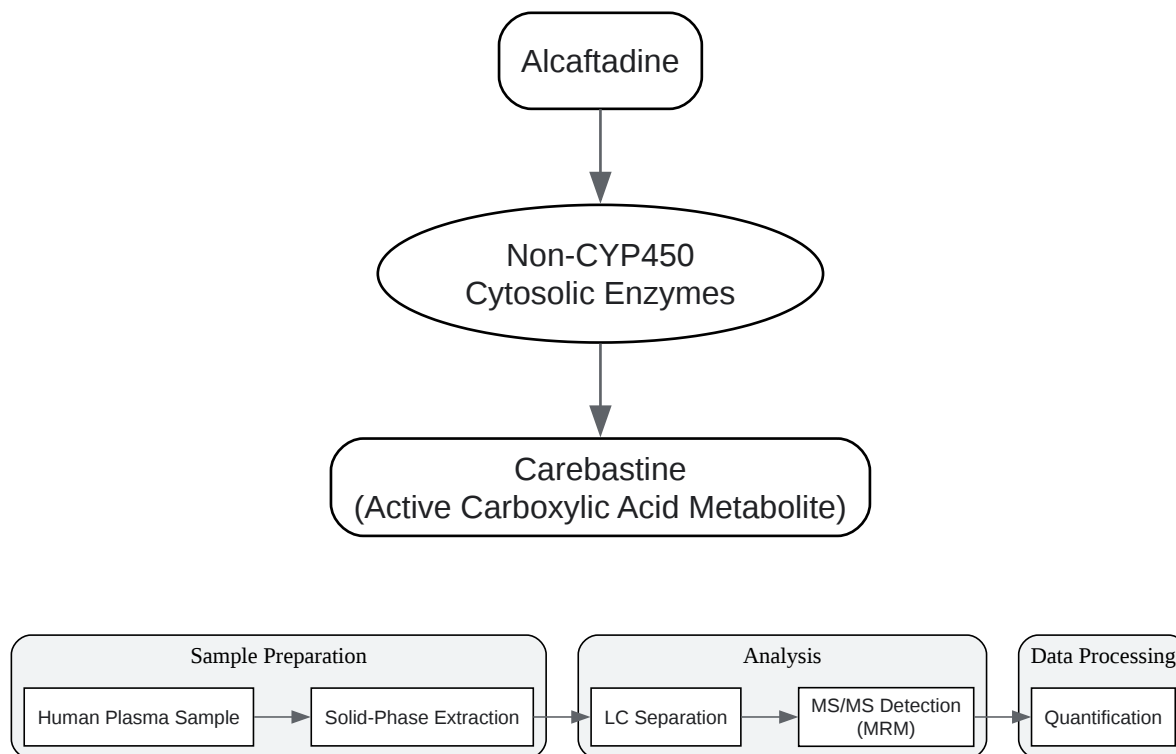 Alcaftadine
Non-CYP450
Cytosolic Enzymes
Carebastine
(Active Carboxylic Acid Metabolite)
Sample Preparation
Human Plasma Sample
Solid-Phase Extraction
Analysis
LC Separation
MS/MS Detection
(MRM)
Data Processing
Quantification